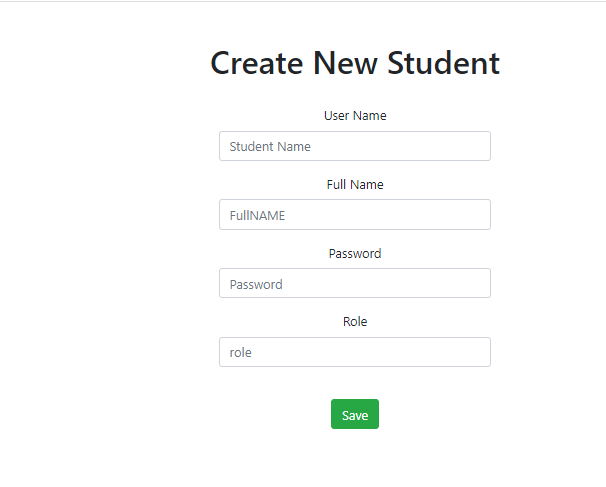 Create New Student
User Name
Student Name
Full Name
FullNAME
Password
Password
Role
role
Save